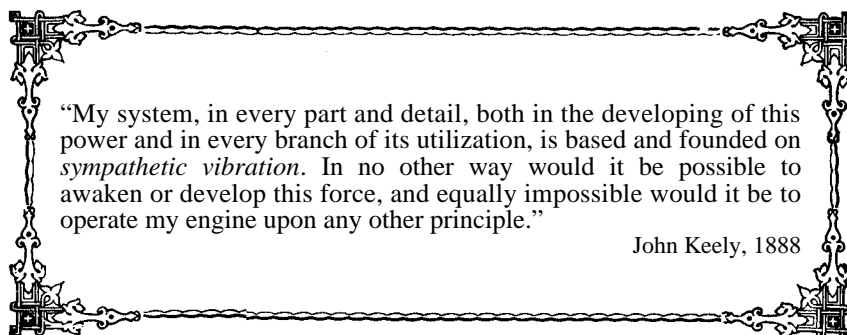 “My system, in every part and detail, both in the developing of this
power and in every branch of its utilization, is based and founded on
sympathetic vibration. In no other way would it be possible to
awaken or develop this force, and equally impossible would it be to
operate my engine upon any other principle.”
John Keely, 1888